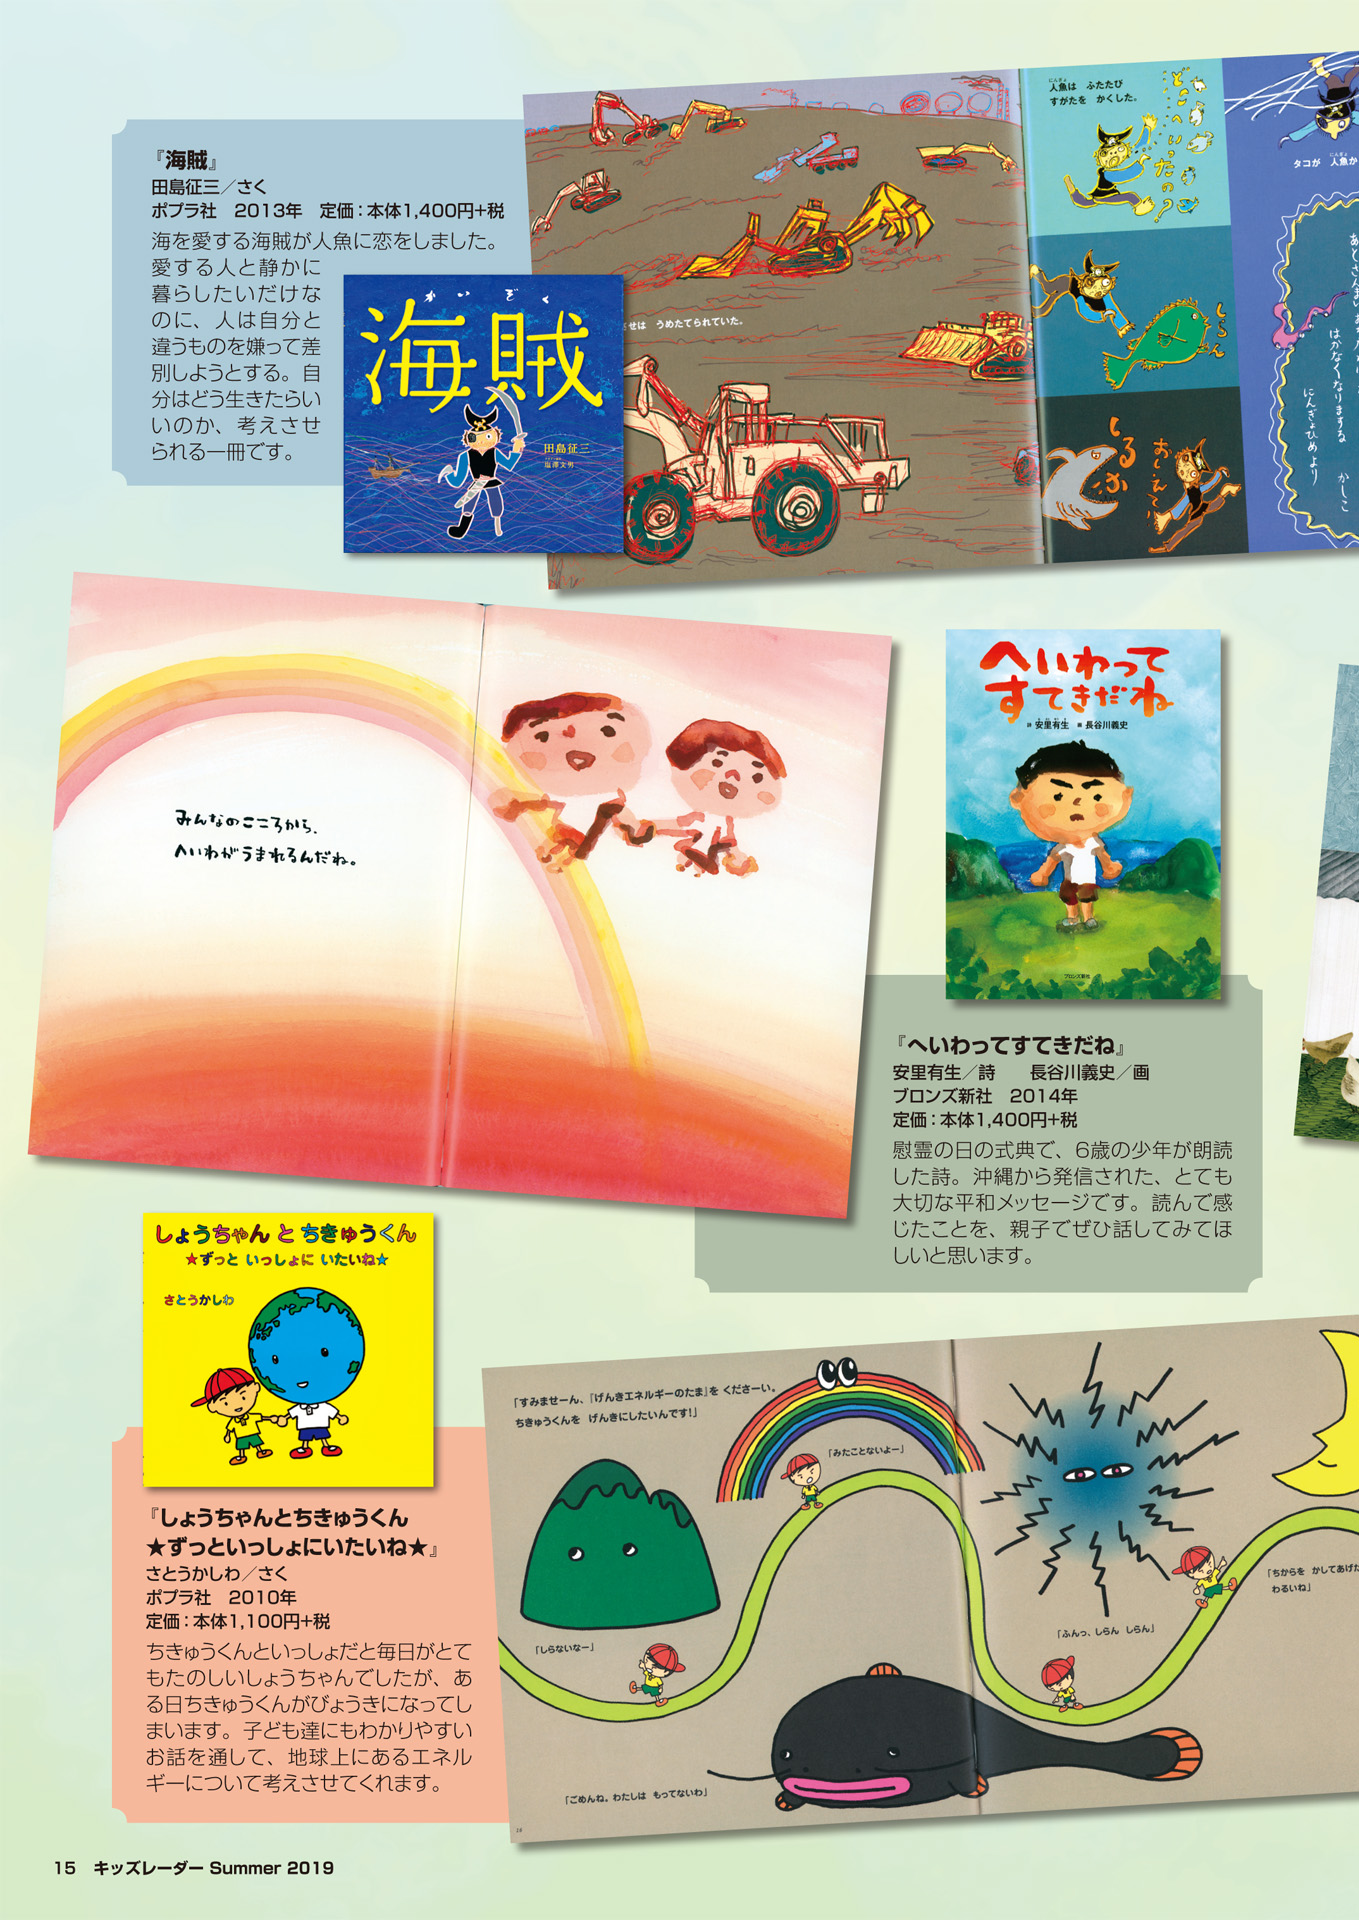 『海賊』
田島征三／さく
ポプラ社　2013年　定価：本体1,400円+税
海を愛する海賊が人魚に恋をしました。
愛する人と静かに
暮らしたいだけな
のに、人は自分と
違うものを嫌って差
別しようとする。自
分はどう生きたらい
いのか、考えさせ
られる一冊です。
かいぞく
海賊
田島征三
塩澤文男
せは　うめたてられていた。
にんぎょ
人魚は　ふたたび
すがたを　かくした。
どこへいったの?
しらん
しるか
おしえて!!
にんぎょ
タコが　人魚か
はかなくなりまする
かしこ
にんぎょひめより
みんなのこころから、
へいわがうまれるんだね。
へいわって
すてきだね
詩 安里有生　画 長谷川義史
ブロンズ新社
『へいわってすてきだね』
安里有生／詩　　長谷川義史／画
ブロンズ新社　2014年
定価：本体1,400円+税
慰霊の日の式典で、6歳の少年が朗読
した詩。沖縄から発信された、とても
大切な平和メッセージです。読んで感
じたことを、親子でぜひ話してみてほ
しいと思います。
しょうちゃん と ちきゅうくん
★ずっと いっしょに いたいね★
さとうかしわ
『しょうちゃんとちきゅうくん
★ずっといっしょにいたいね★』
さとうかしわ／さく
ポプラ社　2010年
定価：本体1,100円+税
ちきゅうくんといっしょだと毎日がとて
もたのしいしょうちゃんでしたが、あ
る日ちきゅうくんがびょうきになってし
まいます。子ども達にもわかりやすい
お話を通して、地球上にあるエネル
ギーについて考えさせてくれます。
「すみませーん、『げんきエネルギーのたま』を くださーい。
ちきゅうくんを　げんきにしたいんです!」
「みたことないよー」
「しらないなー」
「ふんっ、しらん しらん」
「ちからを かしてあげた
わるいね」
「ごめんね。わたしは もってないわ」
18
15　キッズレーダー Summer 2019